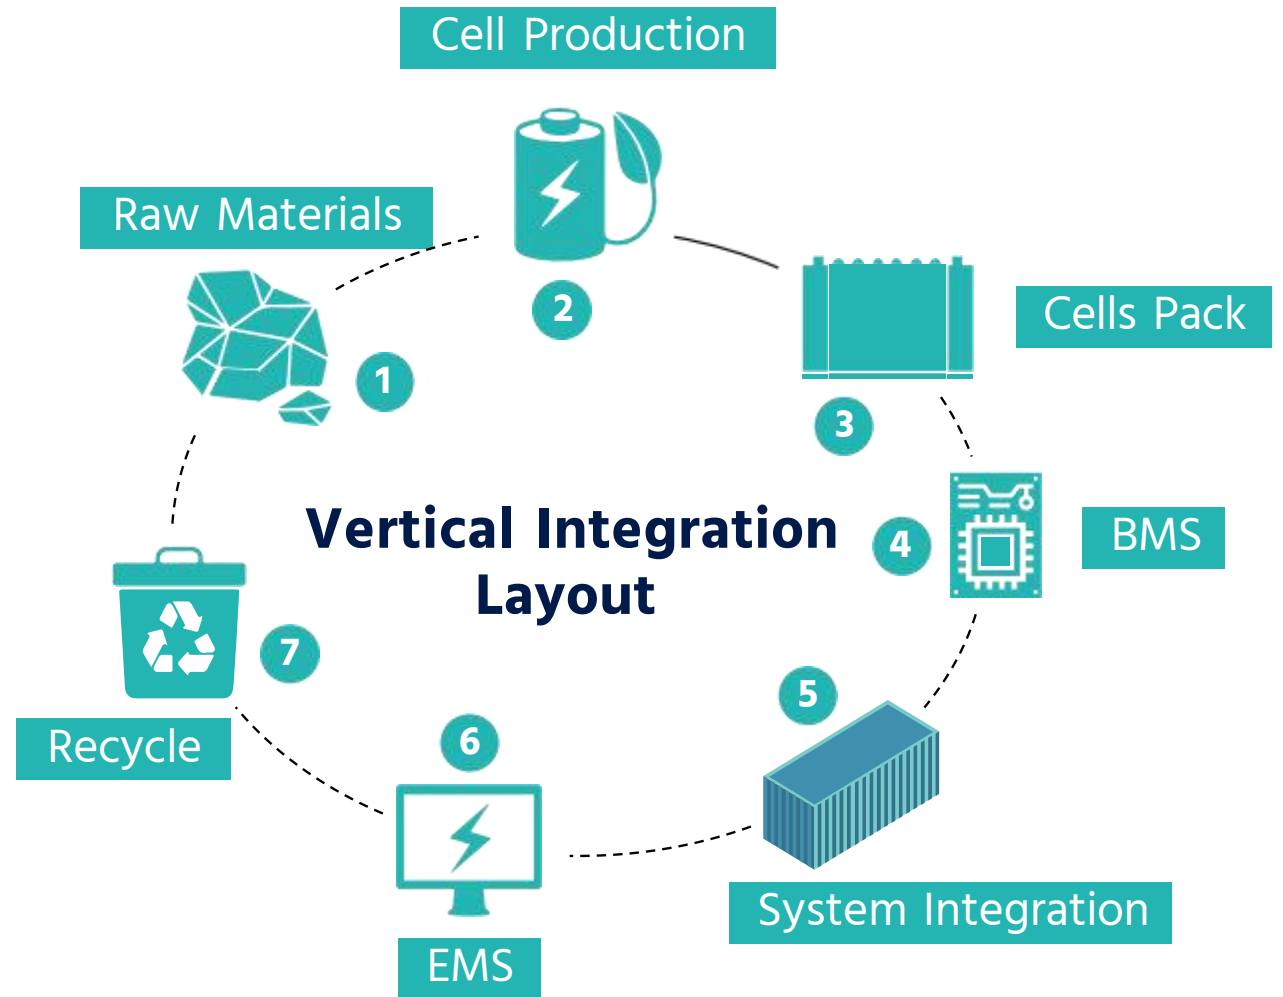 Cell Production
Raw Materials
2
Cells Pack
1
3
Vertical Integration
Layout
4
BMS
7
5
Recycle
6
System Integration
EMS